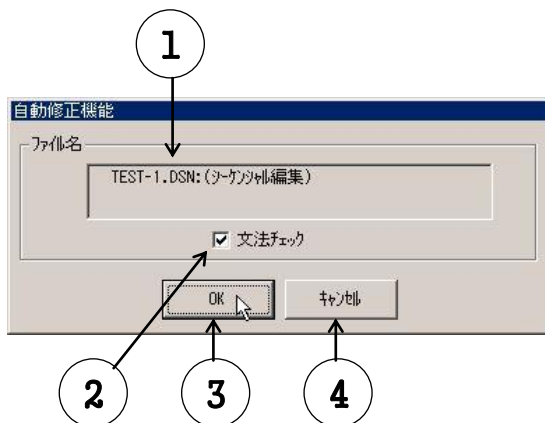 1
自動修正機能
ファイル名
TEST-1.DSN:(シーケンシャル編集)
文法チェック
OK キャンセル
2 3 4